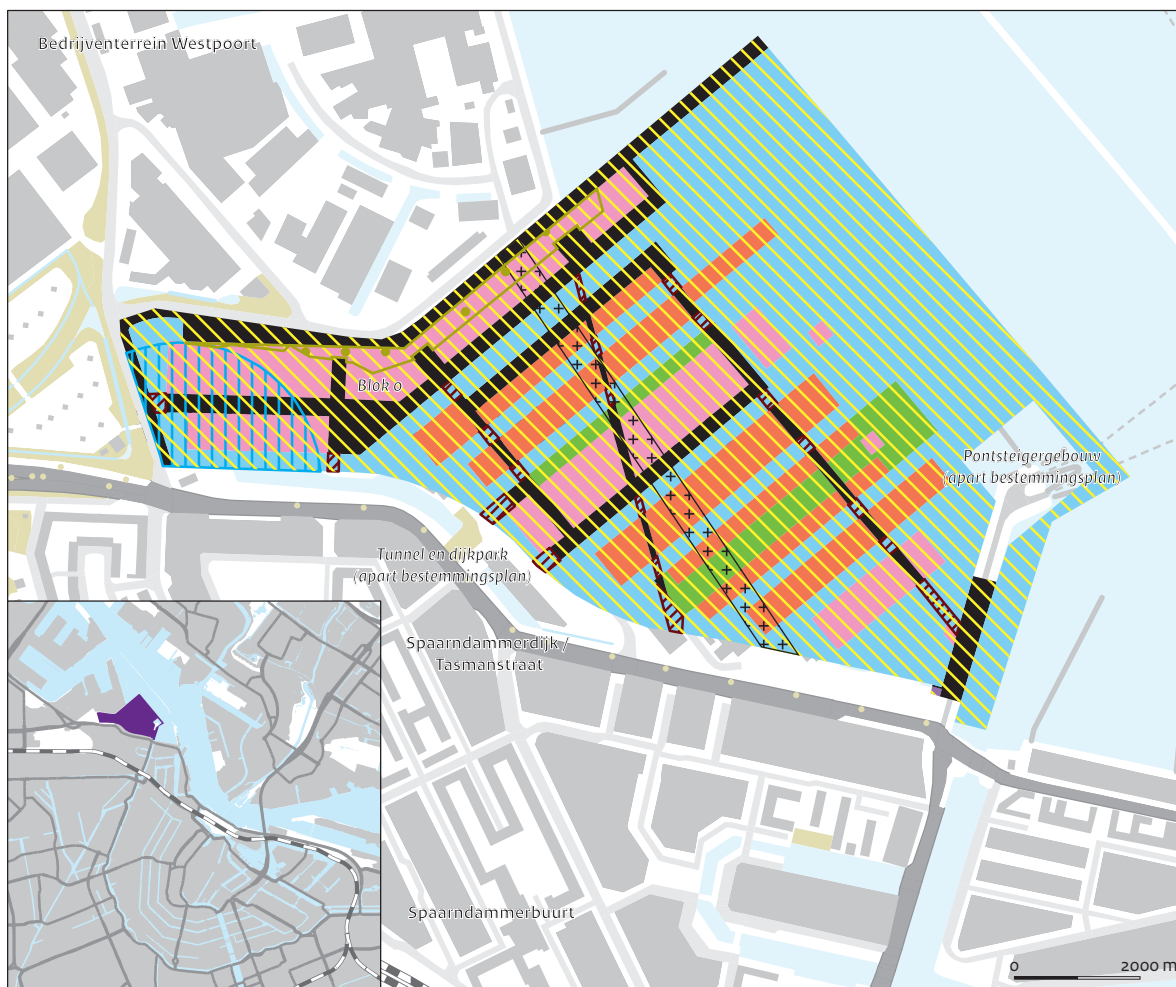 Bedrijventerrein Westpoort
Blok 0
Pontsteigergebouw
(apart bestemmingsplan)
Tunnel en dijkpark
(apart bestemmingsplan)
Spaarndammerdijk /
Tasmanstraat
Spaarndammerbuurt
0 2000 m